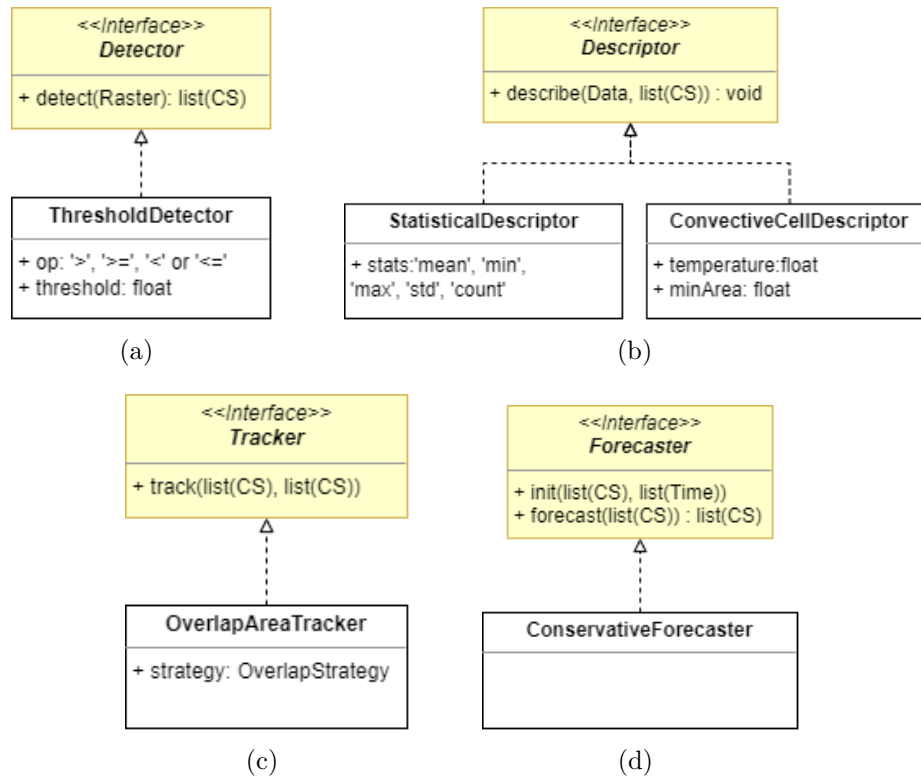 <<Interface>>
Detector
+ detect(Raster): list(CS)
ThresholdDetector
+ op: '>', '>=', '<' or '<='
+ threshold: float
(a)
<<Interface>>
Descriptor
+ describe(Data, list(CS)) : void
StatisticalDescriptor
+ stats:'mean', 'min',
'max', 'std', 'count'
ConvectiveCellDescriptor
+ temperature:float
+ minArea: float
(b)
<<Interface>>
Tracker
+ track(list(CS), list(CS))
OverlapAreaTracker
+ strategy: OverlapStrategy
(c)
<<Interface>>
Forecaster
+ init(list(CS), list(Time))
+ forecast(list(CS)) : list(CS)
ConservativeForecaster
(d)